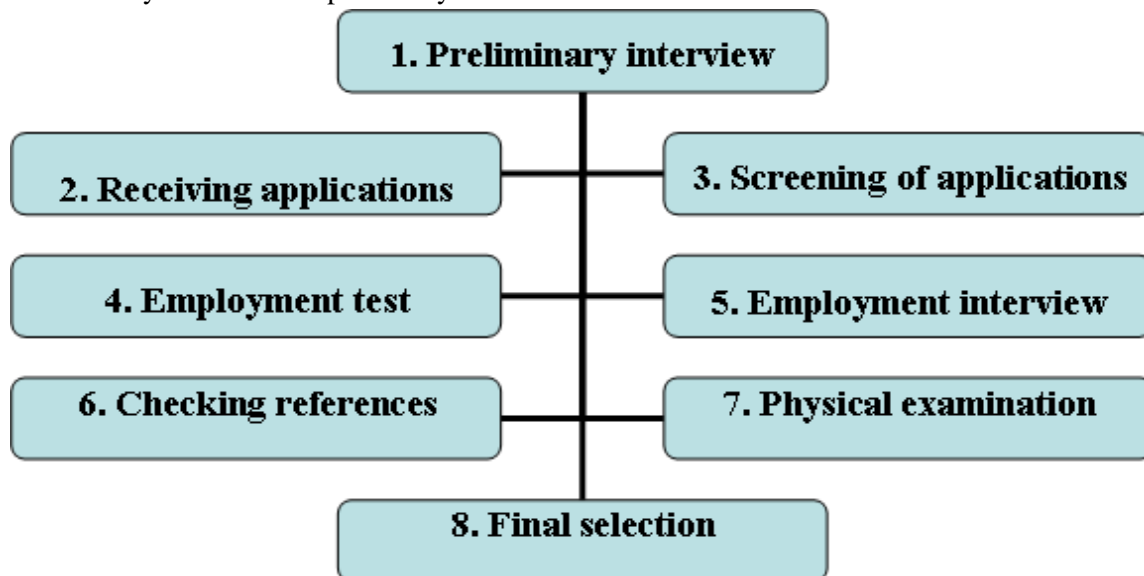 1. Preliminary interview
2. Receiving applications
3. Screening of applications
4. Employment test
5. Employment interview
6. Checking references
7. Physical examination
8. Final selection